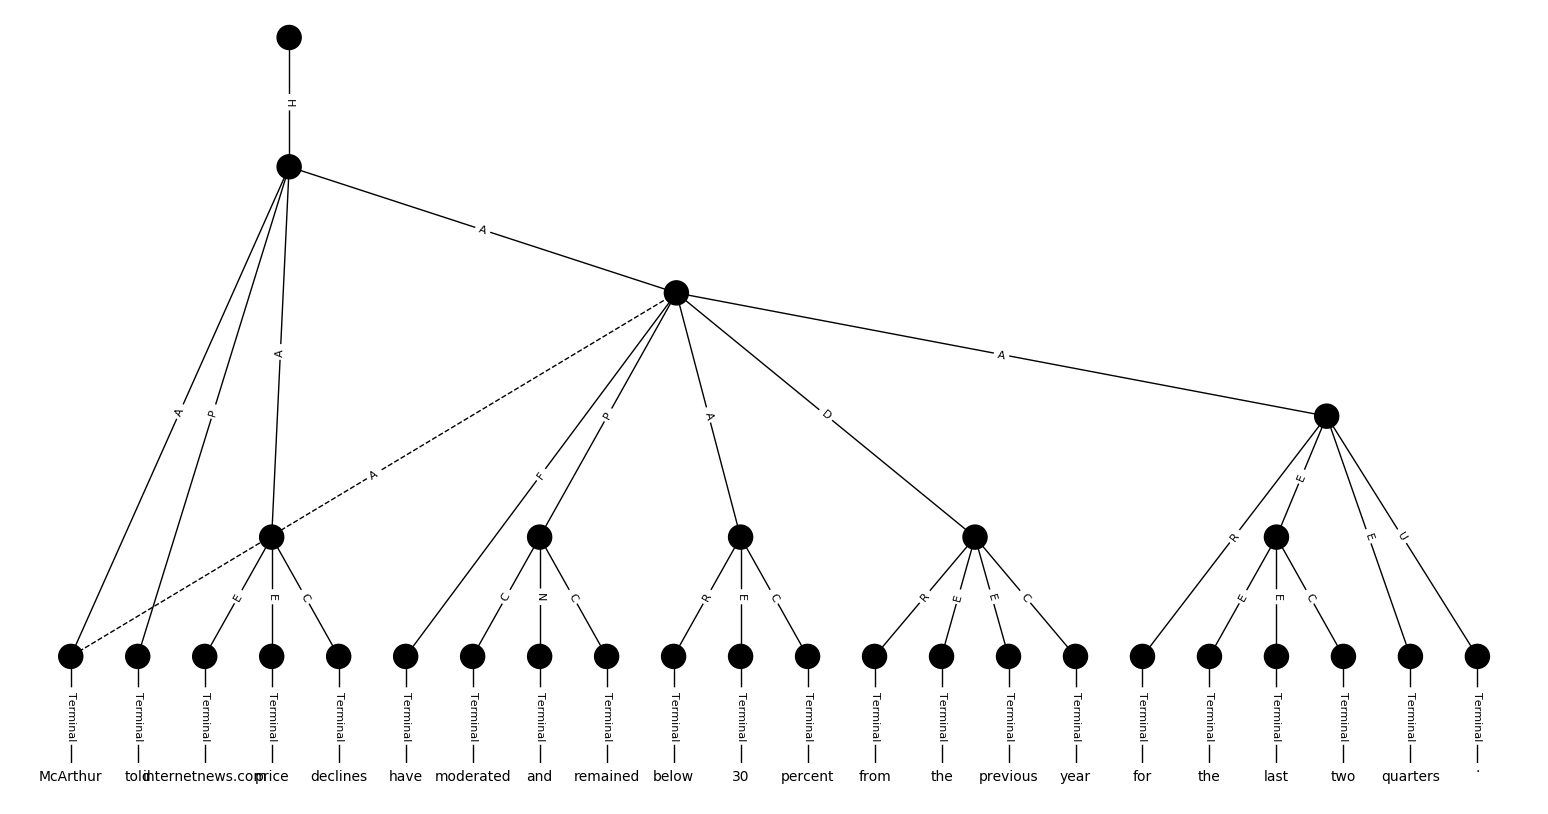 H
A
A
A
P
A
A
F
P
A
D
E
R
E
U
E
E
C
C
N
C
R
E
C
R
E
E
C
E
E
C
Terminal Terminal Terminal Terminal Terminal Terminal Terminal Terminal Terminal Terminal Terminal Terminal Terminal Terminal Terminal Terminal Terminal Terminal Terminal Terminal Terminal Terminal
McArthur told internetnews.com price declines have moderated and remained below 30 percent from the previous year for the last two quarters .